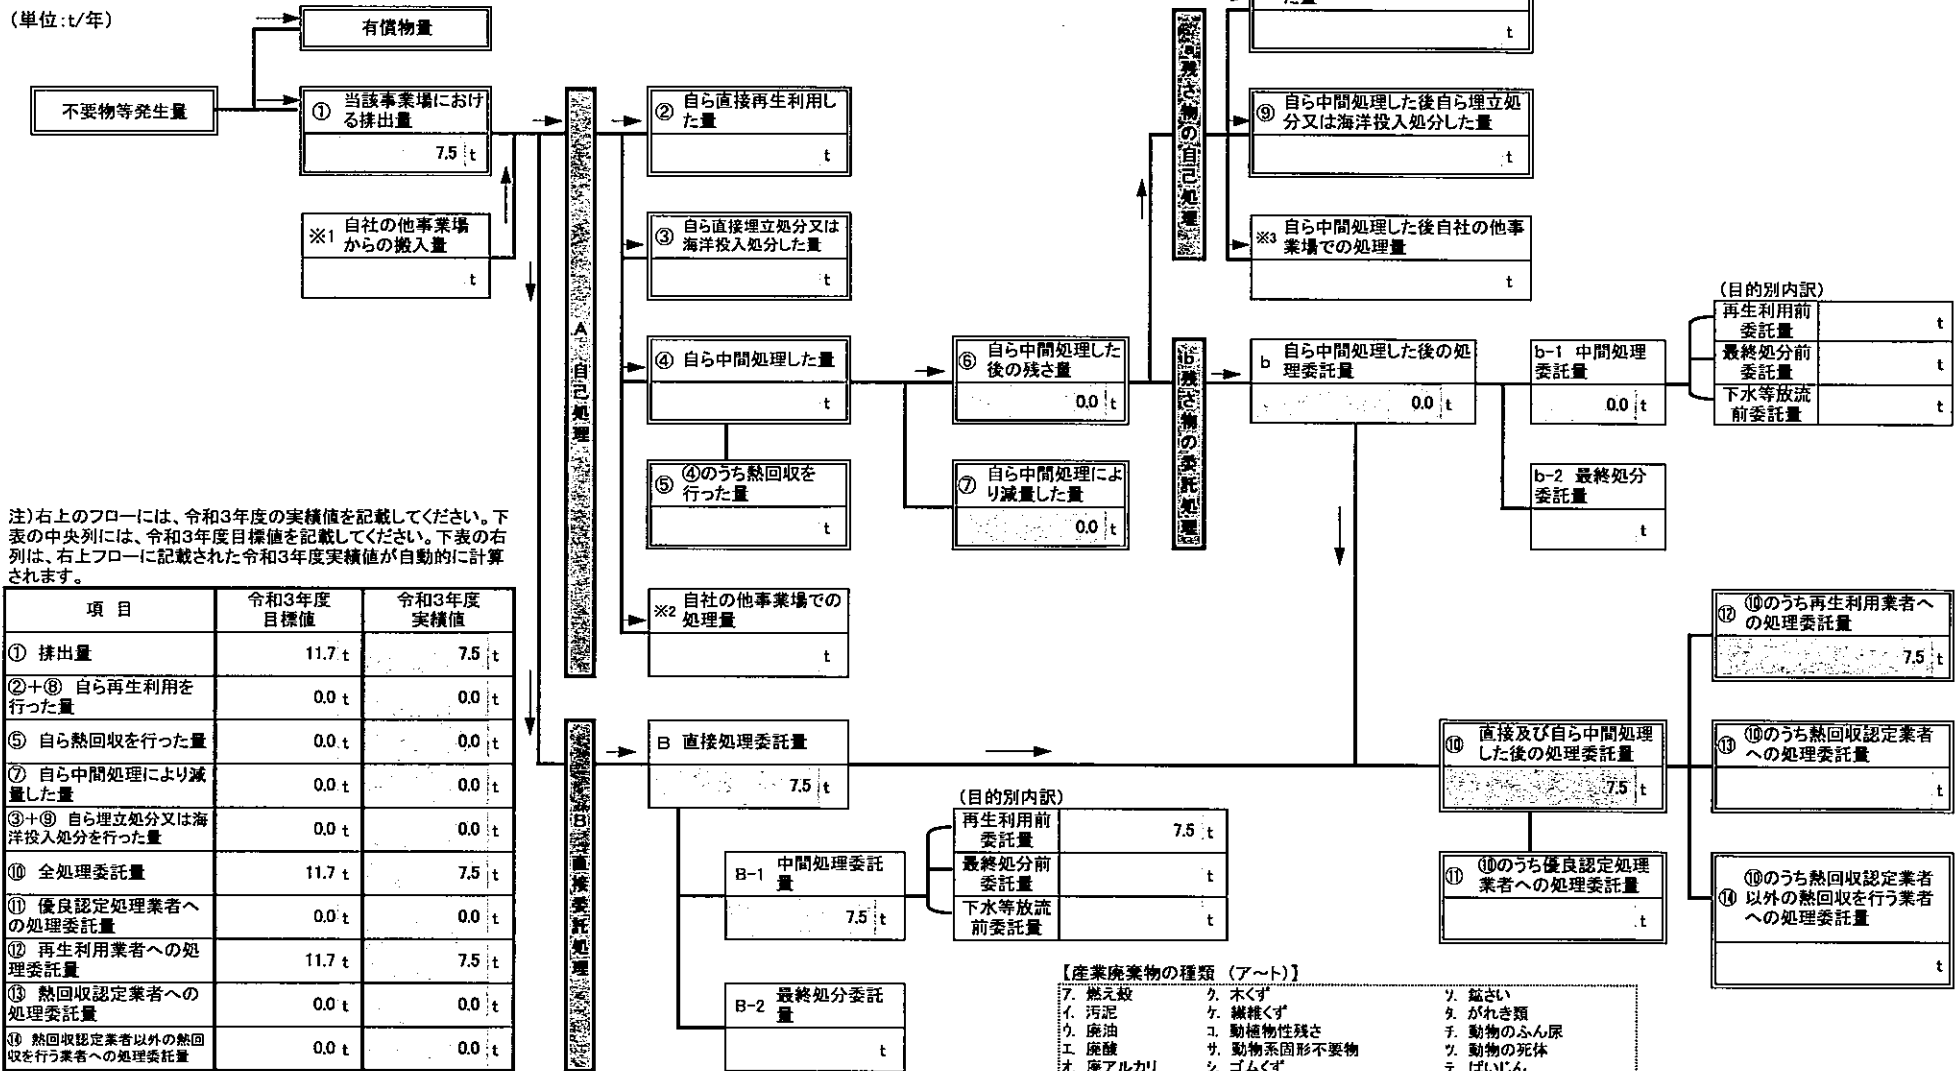 (単位:t/年)
有償物量
不要物等発生量
① 当該事業場におけ
る排出量
7.5 t
※1 自社の他事業場
からの搬入量
t
A 自己処理
② 自ら直接再生利用し
た量
t
③ 自ら直接埋立処分又は
海洋投入処分した量
t
④ 自ら中間処理した量
t
⑤ ④のうち熱回収を
行った量
t
※2 自社の他事業場での
処理量
t
⑥ 自ら中間処理した
後の残さ量
0.0 t
⑦ 自ら中間処理によ
り減量した量
0.0 t
a残さ物の自己処理
た量
t
⑨ 自ら中間処理した後自ら埋立処
分又は海洋投入処分した量
t
※3 自ら中間処理した後自社の他事
業場での処理量
t
b残さ物の委託処理
b 自ら中間処理した後の処
理委託量
0.0 t
b-1 中間処理
委託量
0.0 t
b-2 最終処分
委託量
t
(目的別内訳)
再生利用前
委託量 t
最終処分前
委託量 t
下水等放流
前委託量 t
注)右上のフローには、令和3年度の実績値を記載してください。下
表の中央列には、令和3年度目標値を記載してください。下表の右
列は、右上フローに記載された令和3年度実績値が自動的に計算
されます。
項 目 令和3年度 令和3年度
目標値 実績値
① 排出量 11.7 t 7.5 t
②+⑧ 自ら再生利用を
行った量 0.0 t 0.0 t
⑤ 自ら熱回収を行った量 0.0 t 0.0 t
⑦ 自ら中間処理により減
量した量 0.0 t 0.0 t
③+⑨ 自ら埋立処分又は海
洋投入処分を行った量 0.0 t 0.0 t
⑩ 全処理委託量 11.7 t 7.5 t
⑪ 優良認定処理業者へ
の処理委託量 0.0 t 0.0 t
⑫ 再生利用業者への処
理委託量 11.7 t 7.5 t
⑬ 熱回収認定業者への
処理委託量 0.0 t 0.0 t
⑭ 熱回収認定業者以外の熱回
収を行う業者への処理委託量 0.0 t 0.0 t
B 直接委託処理
B 直接処理委託量
7.5 t
B-1 中間処理委託
量
7.5 t
B-2 最終処分委託
量
t
(目的別内訳)
再生利用前
委託量 7.5 t
最終処分前
委託量 t
下水等放流
前委託量 t
⑩ 直接及び自ら中間処理
した後の処理委託量
7.5 t
⑪ ⑩のうち優良認定処理
業者への処理委託量
t
⑫ ⑩のうち再生利用業者へ
の処理委託量
7.5 t
⑬ ⑩のうち熱回収認定業者
への処理委託量
t
⑭ ⑩のうち熱回収認定業者
以外の熱回収を行う業者
への処理委託量
t
【産業廃棄物の種類 (ア～ト)】
ア. 燃え殻 ク. 木くず ソ. 鉱さい
イ. 汚泥 ケ. 繊維くず タ. がれき類
ウ. 廃油 コ. 動植物性残さ チ. 動物のふん尿
エ. 廃酸 サ. 動物系固形不要物 ツ. 動物の死体
オ. 廃アルカリ シ. ゴムくず テ. ばいじん